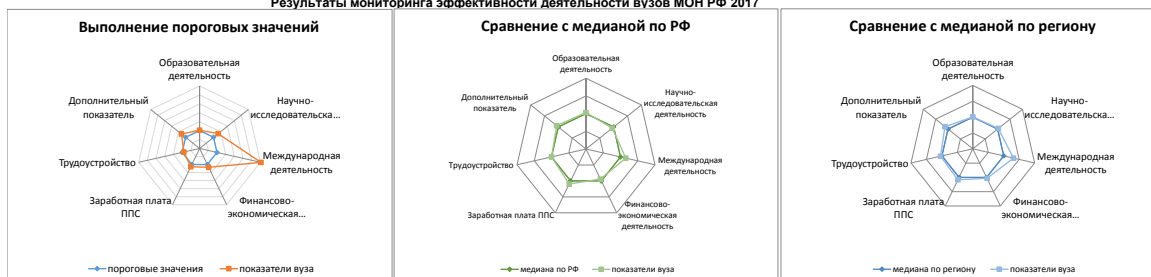 Результаты мониторинга эффективности деятельности вузов МОН РФ 2017
Выполнение пороговых значений
Образовательная
деятельность
Научно-
исследовательска…
Международная
деятельность
Финансово-
экономическая…
Заработная плата
ППС
Трудоустройство
Дополнительный
показатель
пороговые значения
показатели вуза
Сравнение с медианой по РФ
Образовательная
деятельность
Научно-
исследовательская
деятельность
Международная
деятельность
Финансово-
экономическая
деятельность
Заработная плата ППС
Трудоустройство
Дополнительный
показатель
медиана по РФ
показатели вуза
Сравнение с медианой по региону
Образовательная
деятельность
Научно-
исследовательска…
Международная
деятельность
Финансово-
экономическая…
Заработная плата
ППС
Трудоустройство
Дополнительный
показатель
медиана по региону
показатели вуза